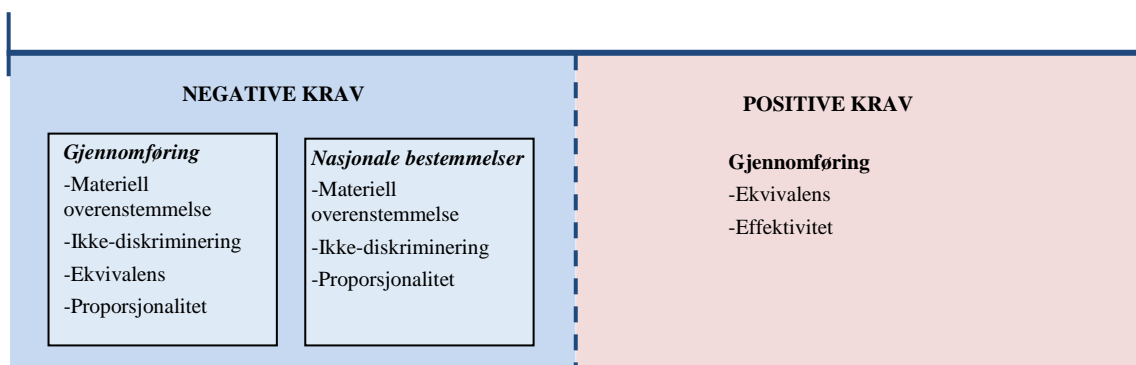 NEGATIVE KRAV
Gjennomføring
-Materiell
overenstemmelse
-Ikke-diskriminering
-Ekvivalens
-Proporsjonalitet
Nasjonale bestemmelser
-Materiell
overenstemmelse
-Ikke-diskriminering
-Proporsjonalitet
POSITIVE KRAV
Gjennomføring
-Ekvivalens
-Effektivitet